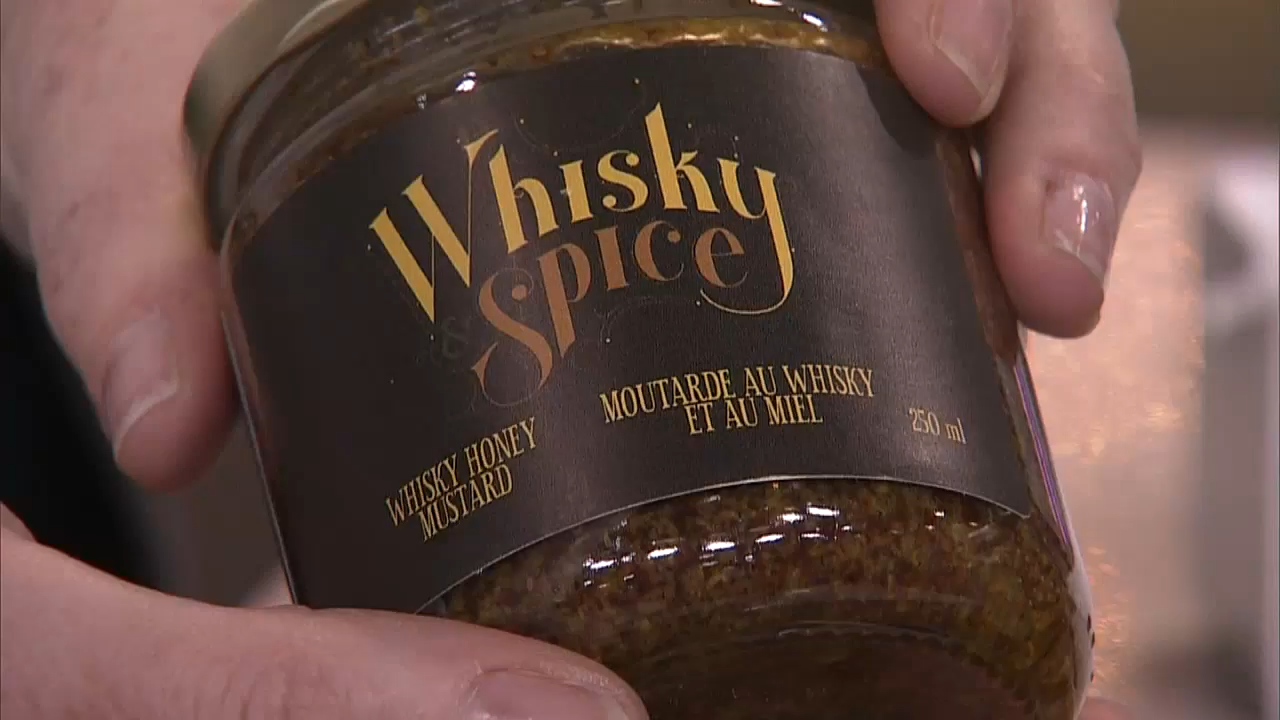 Whisky
& Spice
WHISKY HONEY
MUSTARD
MOUTARDE AU WHISKY
ET AU MIEL
250 ml